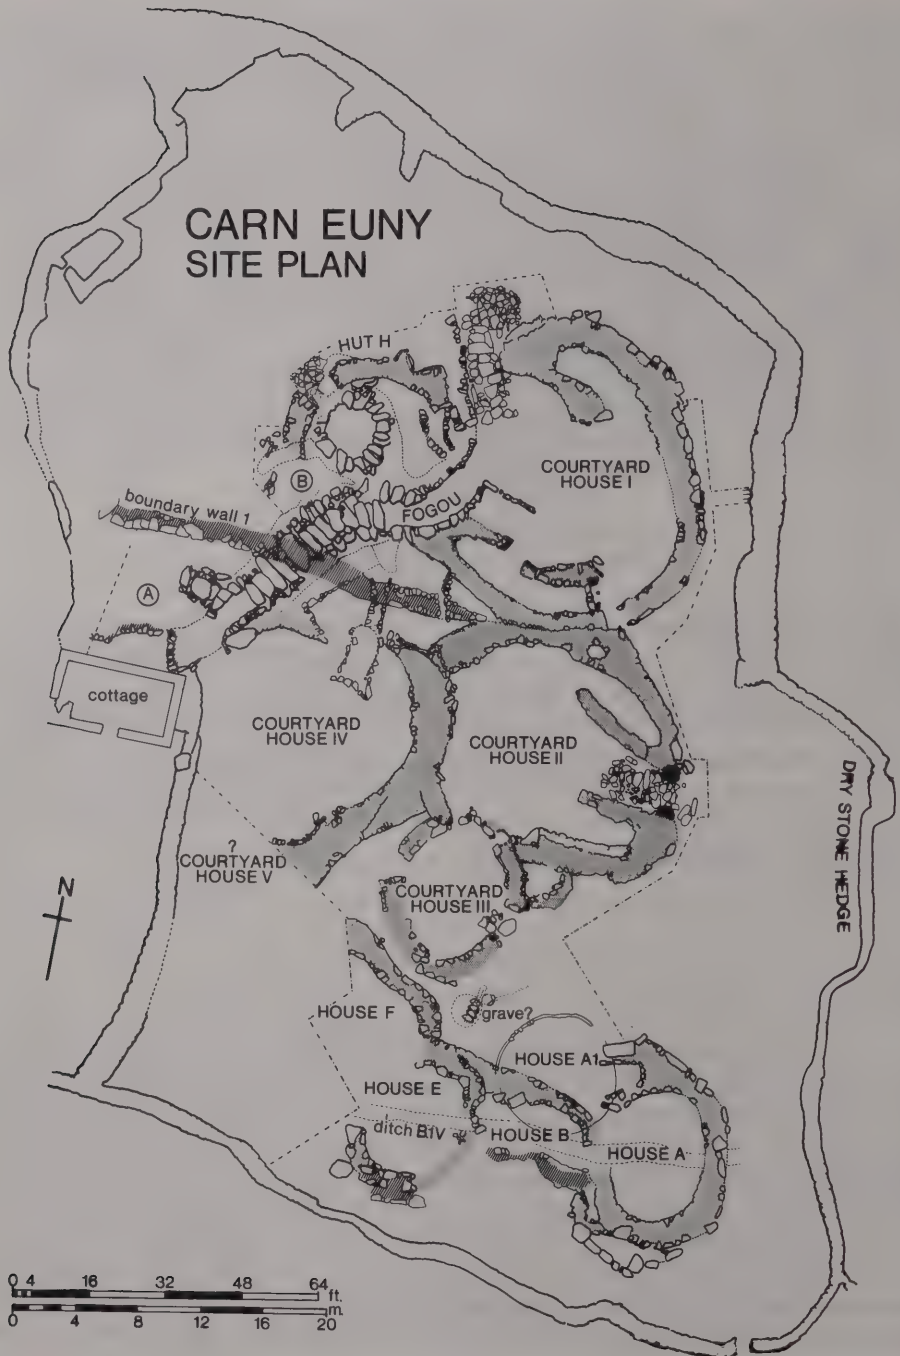 CARN EUNY
SITE PLAN
HUT H
COURTYARD
HOUSE I
B
FOGOU
boundary wall 1
A
cottage
COURTYARD
HOUSE IV
COURTYARD
HOUSE II
DRY STONE HEDGE
?
COURTYARD
HOUSE V
COURTYARD
HOUSE III
N
HOUSE F
grave?
HOUSE A1
HOUSE E
ditch B1V
HOUSE B
HOUSE A
0 4 16 32 48 64 ft.
m.
0 4 8 12 16 20